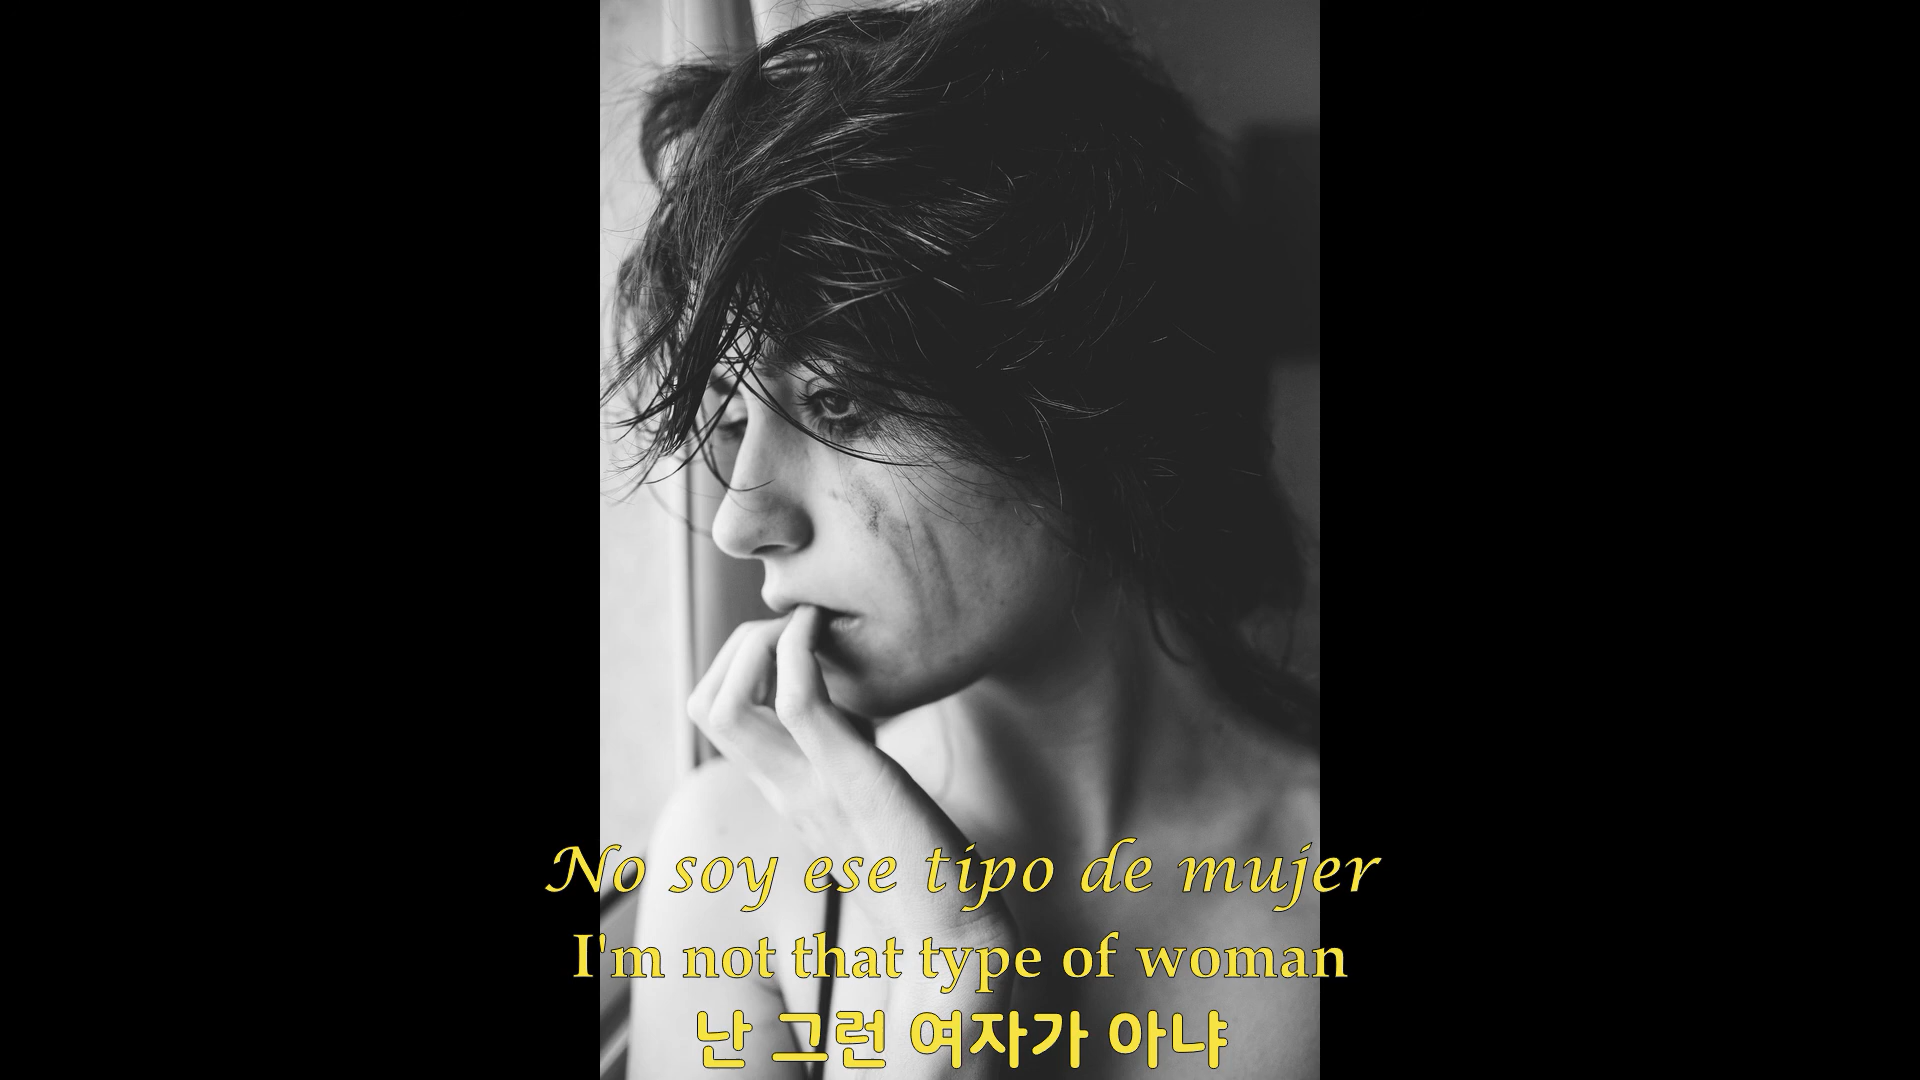 No soy ese tipo de mujer
I'm not that type of woman
난 그런 여자가 아냐